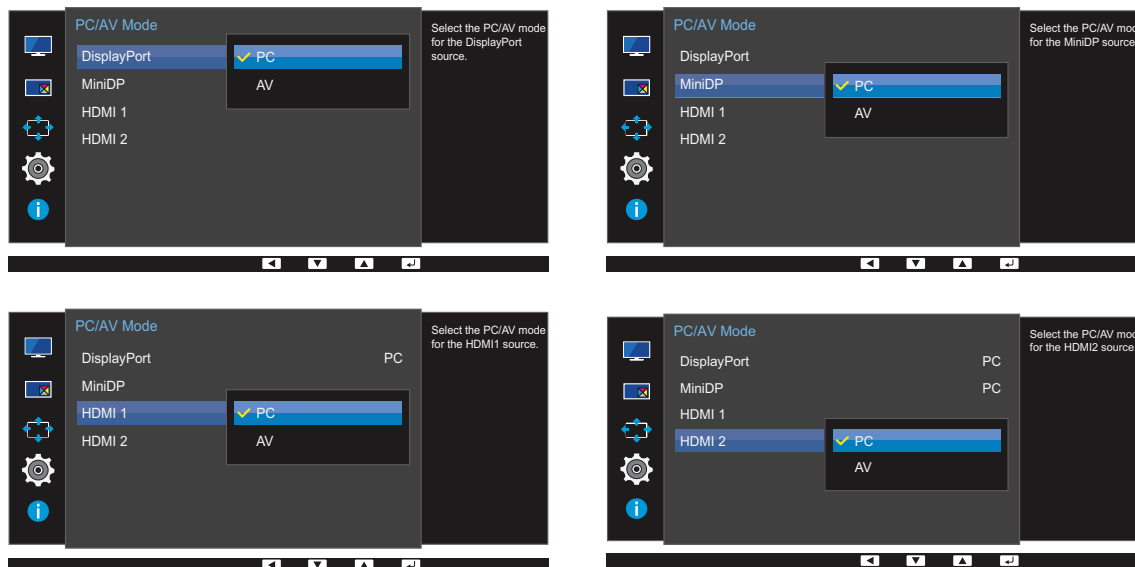 PC/AV Mode
DisplayPort
PC
MiniDP
AV
HDMI 1
HDMI 2
Select the PC/AV mode
for the DisplayPort
source.
PC/AV Mode
DisplayPort
MiniDP
PC
HDMI 1
AV
HDMI 2
Select the PC/AV mod
for the MiniDP source
PC/AV Mode
DisplayPort PC
MiniDP
HDMI 1
PC
HDMI 2
AV
Select the PC/AV mode
for the HDMI1 source.
PC/AV Mode
DisplayPort PC
MiniDP PC
HDMI 1
HDMI 2
PC
AV
Select the PC/AV mod
for the HDMI2 source